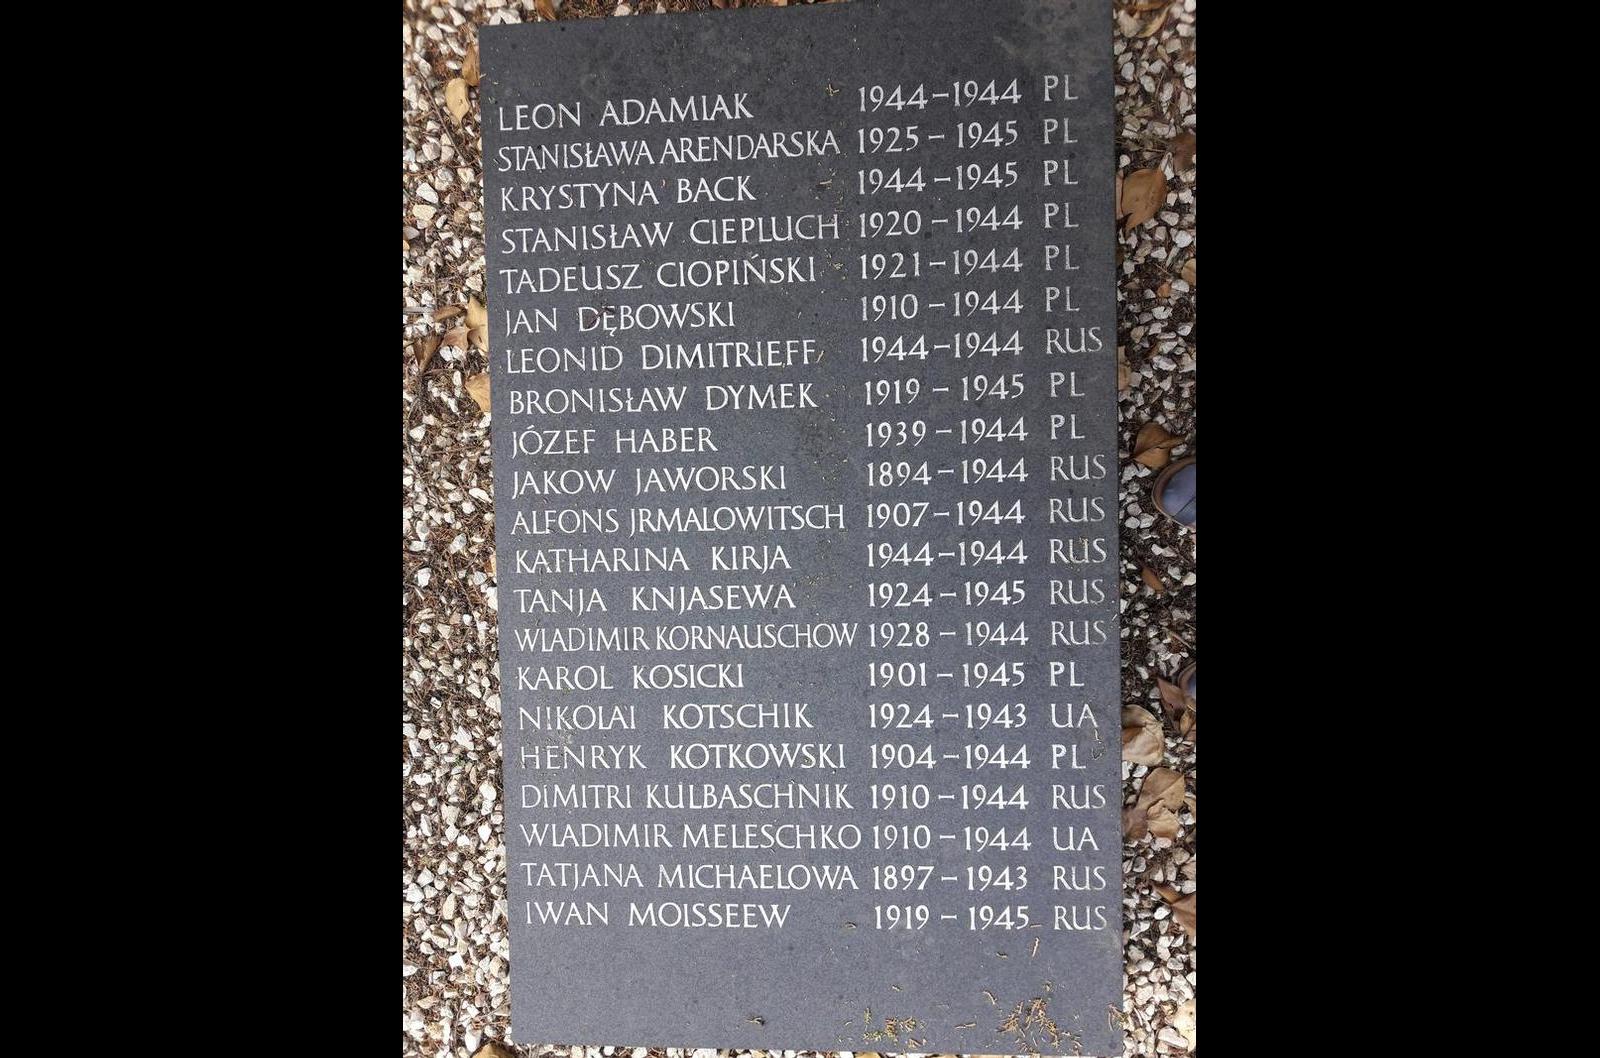 LEON ADAMIAK 1944-1944 PL
STANISŁAWA ARENDARSKA 1925-1945 PL
KRYSTYNA BACK 1944-1945 PL
STANISŁAW CIEPLUCH 1920-1944 PL
TADEUSZ CIOPIŃSKI 1921-1944 PL
JAN DĘBOWSKI 1910-1944 PL
LEONID DIMITRIEFF 1944-1944 RUS
BRONISŁAW DYMEK 1919-1945 PL
JÓZEF HABER 1939-1944 PL
JAKOW JAWORSKI 1894-1944 RUS
ALFONS JRMALOWITSCH 1907-1944 RUS
KATHARINA KIRJA 1944-1944 RUS
TANJA KNJASEWA 1924-1945 RUS
WLADIMIR KORNAUSCHOW 1928-1944 RUS
KAROL KOSICKI 1901-1945 PL
NIKOLAI KOTSCHIK 1924-1943 UA
HENRYK KOTKOWSKI 1904-1944 PL
DIMITRI KULBASCHNIK 1910-1944 RUS
WLADIMIR MELESCHKO 1910-1944 UA
TATJANA MICHAELOWA 1897-1943 RUS
IWAN MOISSEEW 1919-1945 RUS